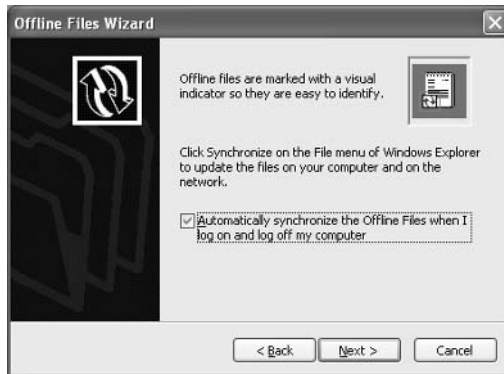 Offline Files Wizard
Offline files are marked with a visual
indicator so they are easy to identify.
Click Synchronize on the File menu of Windows Explorer
to update the files on your computer and on the
network.
Automatically synchronize the Offline Files when I
log on and log off my computer
< Back
Next >
Cancel